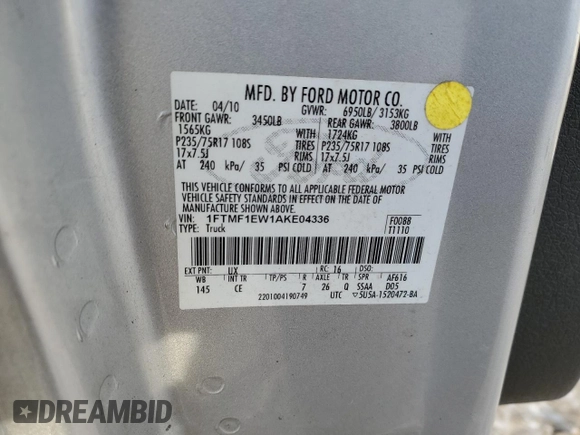 MFD. BY FORD MOTOR CO.
DATE: 04/10 GVWR: 6950LB/ 3153KG
FRONT GAWR: 3450LB REAR GAWR: 3800LB
1565KG WITH 1724KG WITH
P235/75R17 108S TIRES P235/75R17 108S TIRES
17x7.5J RIMS 17x7.5J RIMS
AT 240 kPa/ 35 PSI COLD AT 240 kPa/ 35 PSI COLD
THIS VEHICLE CONFORMS TO ALL APPLICABLE FEDERAL MOTOR
VEHICLE SAFETY STANDARDS IN EFFECT ON THE DATE OF
MANUFACTURE SHOWN ABOVE.
VIN: 1FTMF1EW1AKE04336 F0088
TYPE: Truck T1110
EXT PNT: UX RC: 16 DSO: AF616
WB INT TR TP/PS R AXLE TR SPR
145 CE 7 26 Q SSAA D05
2201004190749 UTC 5U5A-1520472-BA
Ford
DREAMBID